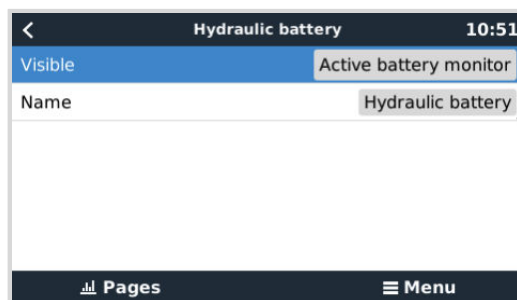 Hydraulic battery 10:51
Visible Active battery monitor
Name Hydraulic battery
Pages Menu